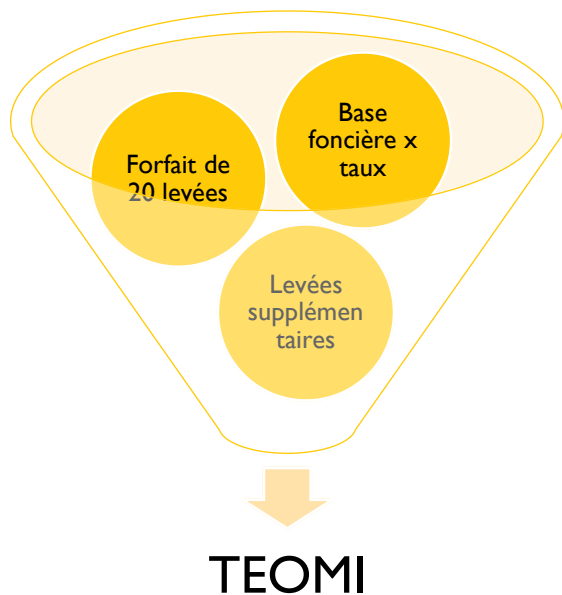 Base
foncière x
taux
Forfait de
20 levées
Levées
supplémen
taires
TEOMI